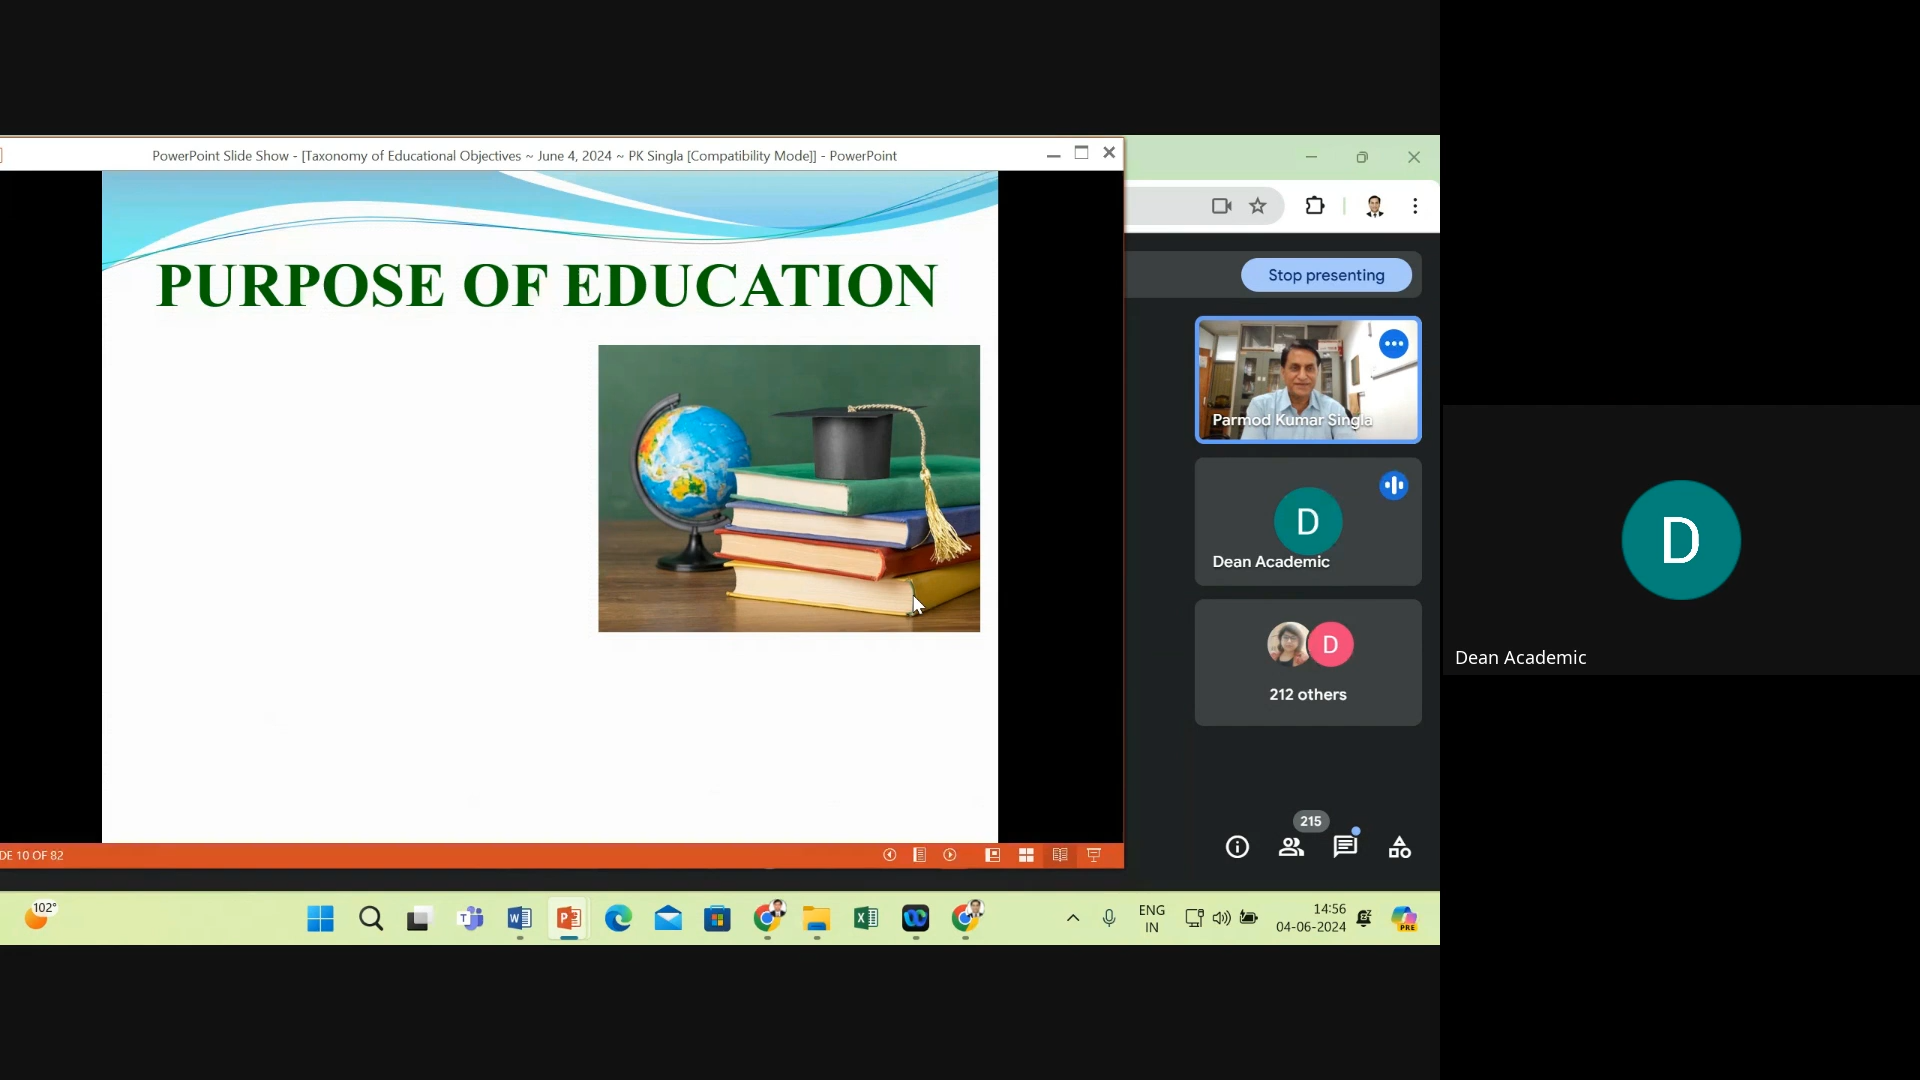 PowerPoint Slide Show - [Taxonomy of Educational Objectives ~ June 4, 2024 ~ PK Singla [Compatibility Mode]] - PowerPoint
PURPOSE OF EDUCATION
Stop presenting
Parmod Kumar Singla
D
Dean Academic
D
212 others
215
D
Dean Academic
DE 10 OF 82
102°
ENG
IN
14:56
04-06-2024
PRE